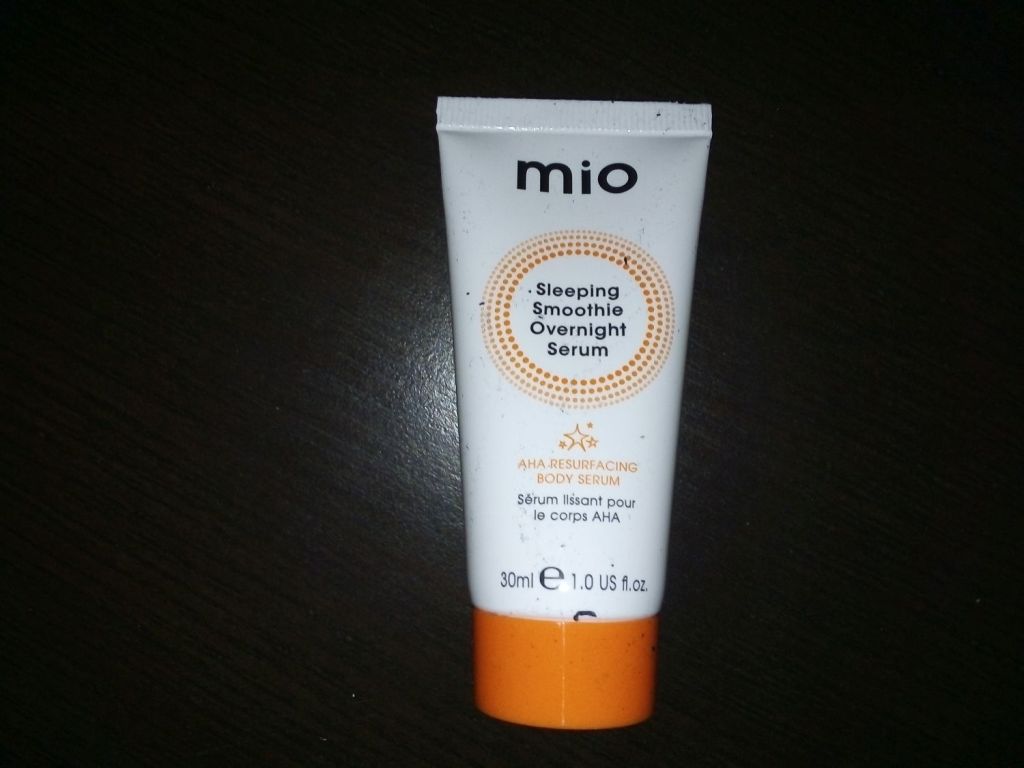 mio
Sleeping
Smoothie
Overnight
Serum
AHA RESURFACING
BODY SERUM
Sérum lissant pour
le corps AHA
30ml e 1.0 US fl.oz.